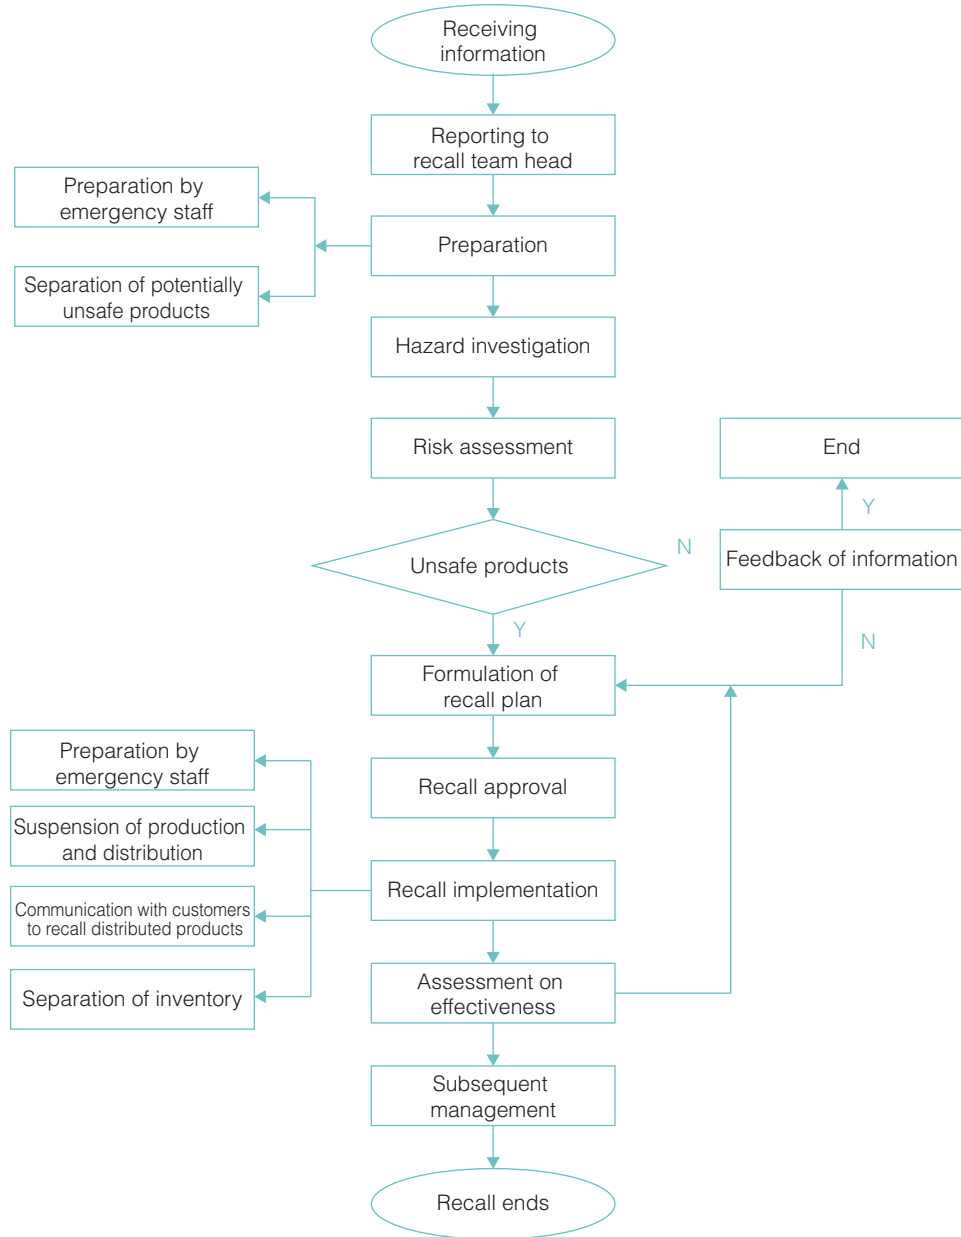 Receiving
information
Reporting to
recall team head
Preparation by
emergency staff
Preparation
Separation of potentially
unsafe products
Hazard investigation
Risk assessment
End
Y
Unsafe products
N
Feedback of information
Y
N
Formulation of
recall plan
Preparation by
emergency staff
Recall approval
Suspension of production
and distribution
Recall implementation
Communication with customers
to recall distributed products
Separation of inventory
Assessment on
effectiveness
Subsequent
management
Recall ends